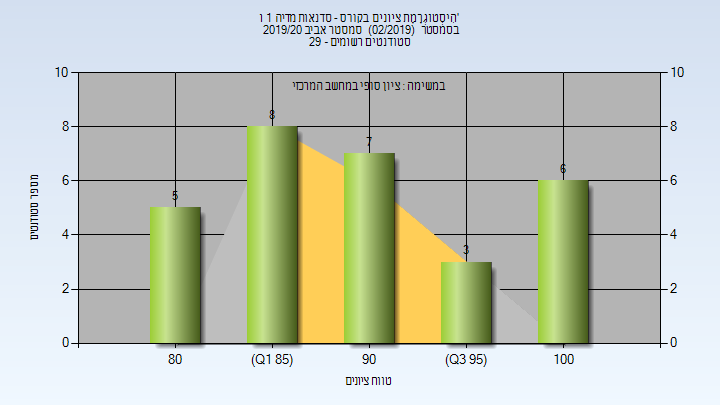 הִיסטוגרָמָת ציונים בקורס - סדנאות מדיה 1 ו'
בסמסטר (02/2019) סמסטר אביב 2019/20
סטודנטים רשומים - 29
במשימה : ציון סופי במחשב המרכזי
10 10
8 8
6 6
4 4
2 2
0 0
5 8 7 3 6
מספר סטודנטים
80 (Q1 85) 90 (Q3 95) 100
טווח ציונים